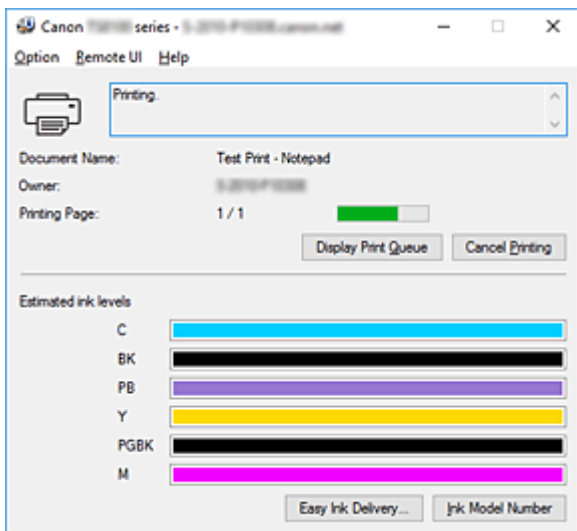 Canon series -
Option Remote UI Help
Printing.
Document Name: Test Print - Notepad
Owner:
Printing Page: 1 / 1
Display Print Queue Cancel Printing
Estimated ink levels
C
BK
PB
Y
PGBK
M
Easy Ink Delivery... Ink Model Number